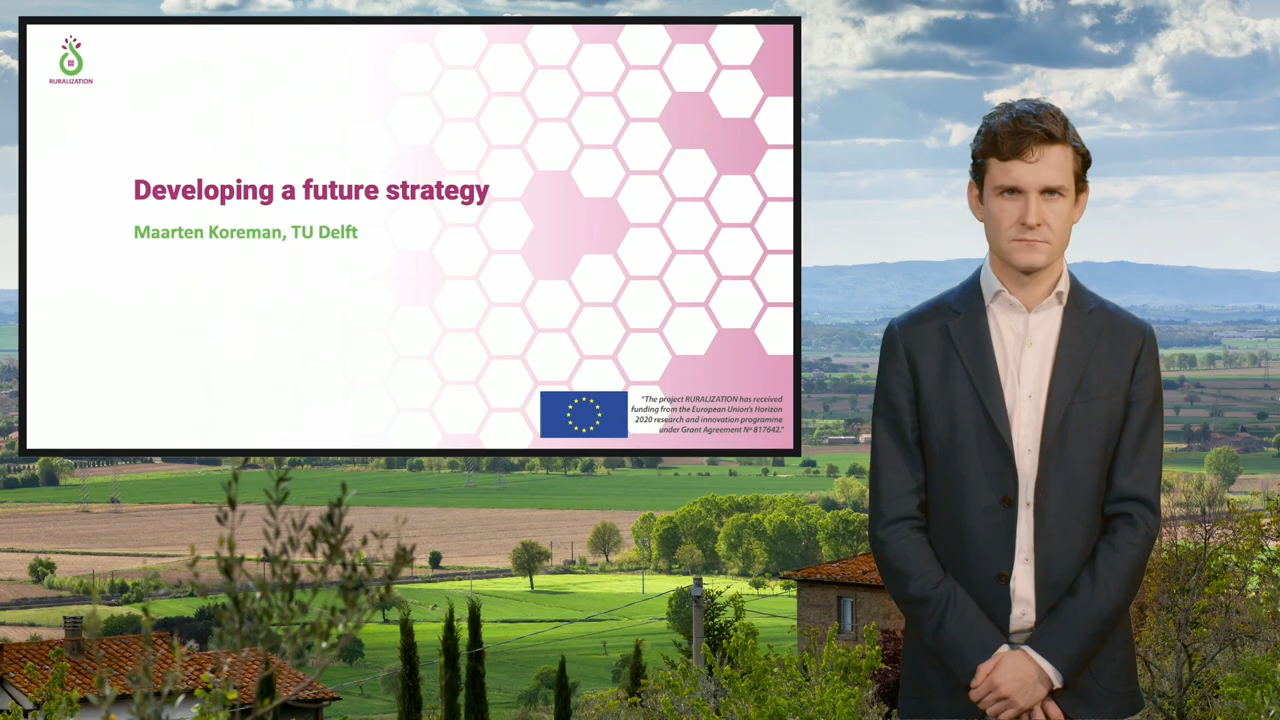 RURALIZATION
Developing a future strategy
Maarten Koreman, TU Delft
"The project RURALIZATION has received
funding from the European Union's Horizon
2020 research and innovation programme
under Grant Agreement Nº 817642."